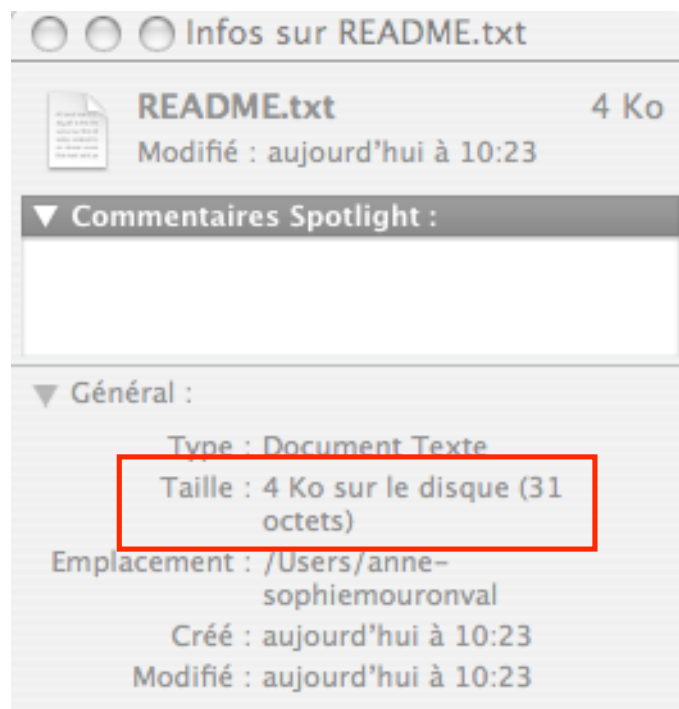 Infos sur README.txt
README.txt 4 Ko
Modifié : aujourd'hui à 10:23
Commentaires Spotlight :
Général :
Type : Document Texte
Taille : 4 Ko sur le disque (31
octets)
Emplacement : /Users/anne-
sophiemouronval
Créé : aujourd'hui à 10:23
Modifié : aujourd'hui à 10:23